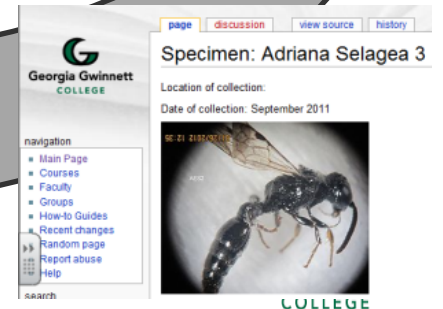 page discussion view source history
Georgia Gwinnett
COLLEGE
Specimen: Adriana Selagea 3
Location of collection:
Date of collection: September 2011
navigation
Main Page
Courses
Faculty
Groups
How-to Guides
Recent changes
Random page
Report abuse
Help
search
COLLEGE